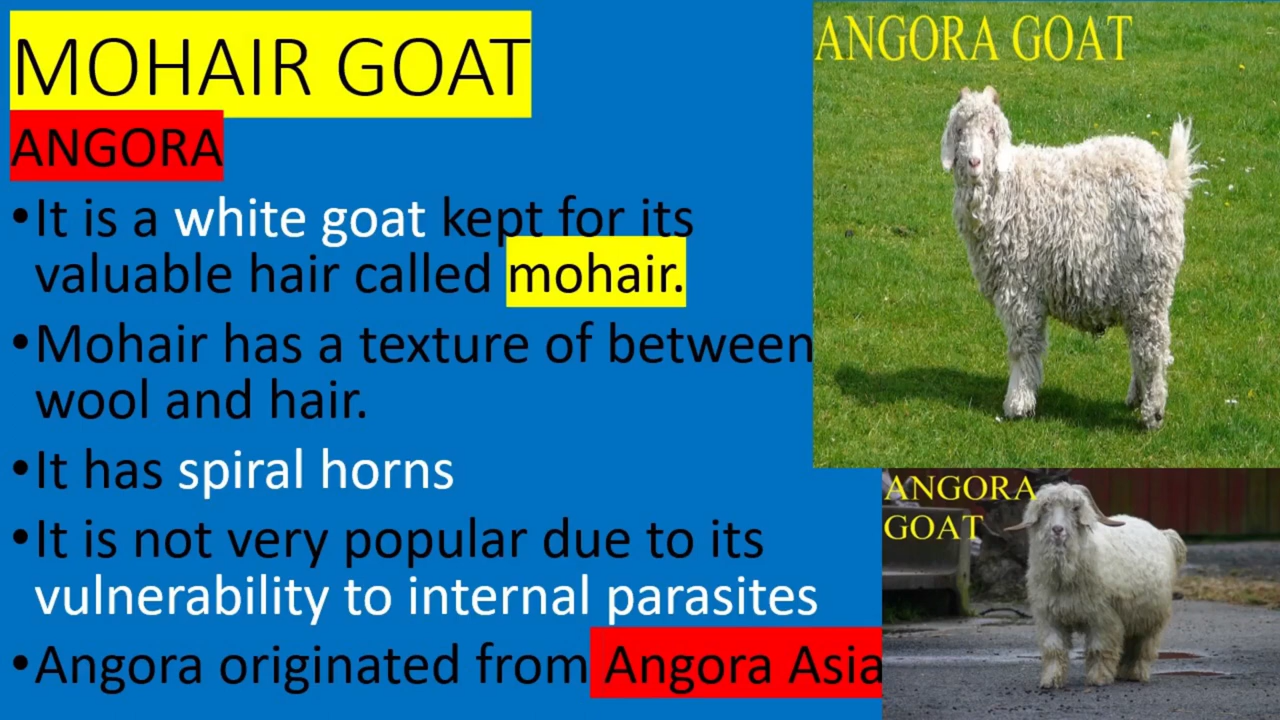 MOHAIR GOAT
ANGORA
•It is a white goat kept for its
valuable hair called mohair.
•Mohair has a texture of between
wool and hair.
•It has spiral horns
•It is not very popular due to its
vulnerability to internal parasites
•Angora originated from Angora Asia
ANGORA GOAT
ANGORA
GOAT